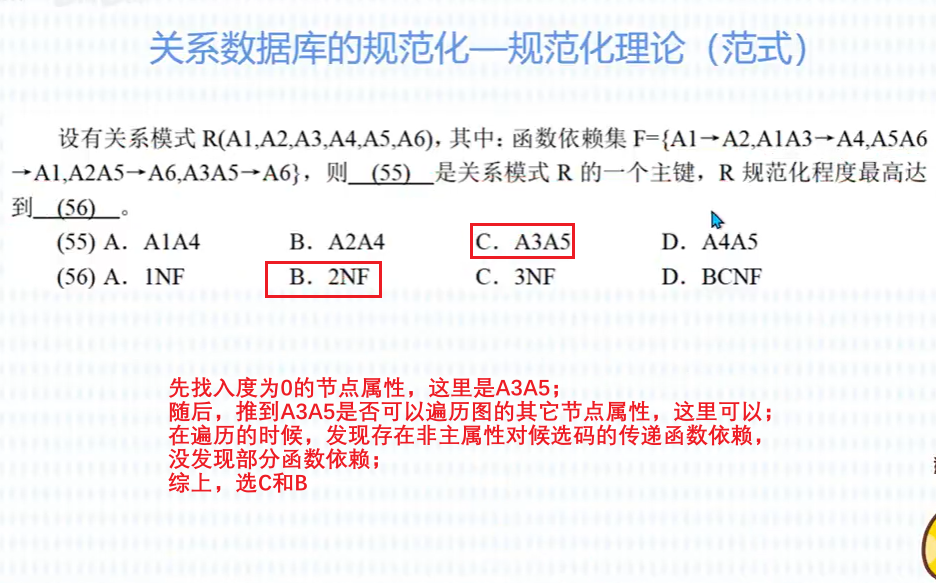 关系数据库的规范化—规范化理论（范式）
设有关系模式 R(A1,A2,A3,A4,A5,A6)，其中：函数依赖集 F={A1→A2,A1A3→A4,A5A6
→A1,A2A5→A6,A3A5→A6}，则 (55) 是关系模式 R 的一个主键，R 规范化程度最高达
到 (56) 。
(55) A．A1A4 B．A2A4 C．A3A5 D．A4A5
(56) A．1NF B．2NF C．3NF D．BCNF
先找入度为0的节点属性，这里是A3A5；
随后，推到A3A5是否可以遍历图的其它节点属性，这里可以；
在遍历的时候，发现存在非主属性对候选码的传递函数依赖，
没发现部分函数依赖；
综上，选C和B